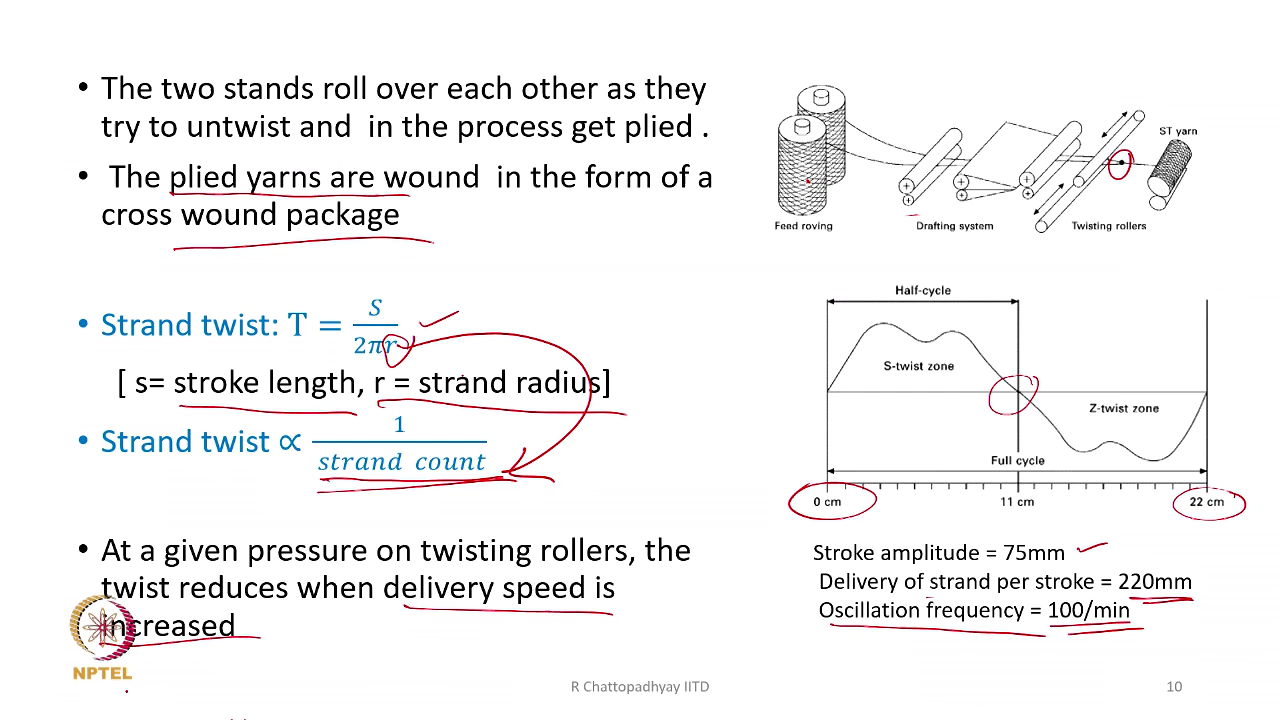 • The two stands roll over each other as they
try to untwist and in the process get plied .
• The plied yarns are wound in the form of a
cross wound package
• Strand twist: T = S / 2πr
[ s= stroke length, r = strand radius]
• Strand twist ∝ 1 / strand count
• At a given pressure on twisting rollers, the
twist reduces when delivery speed is
increased
NPTEL
ST yarn
Feed roving
Drafting system
Twisting rollers
Half-cycle
S-twist zone
Z-twist zone
Full cycle
0 cm
11 cm
22 cm
Stroke amplitude = 75mm
Delivery of strand per stroke = 220mm
Oscillation frequency = 100/min
R Chattopadhyay IITD
10